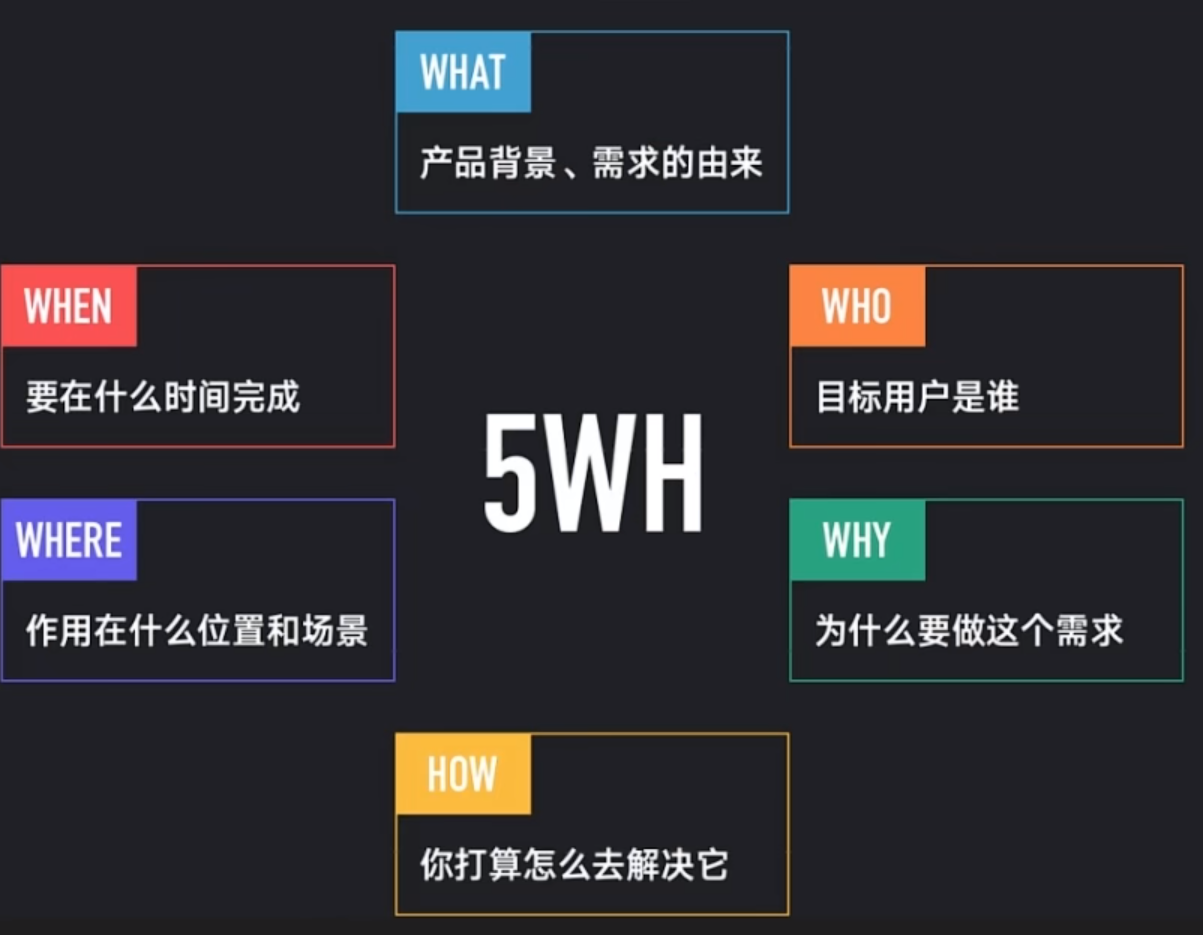 WHAT
产品背景、需求的由来
WHEN
要在什么时间完成
WHO
目标用户是谁
5WH
WHERE
作用在什么位置和场景
WHY
为什么要做这个需求
HOW
你打算怎么去解决它